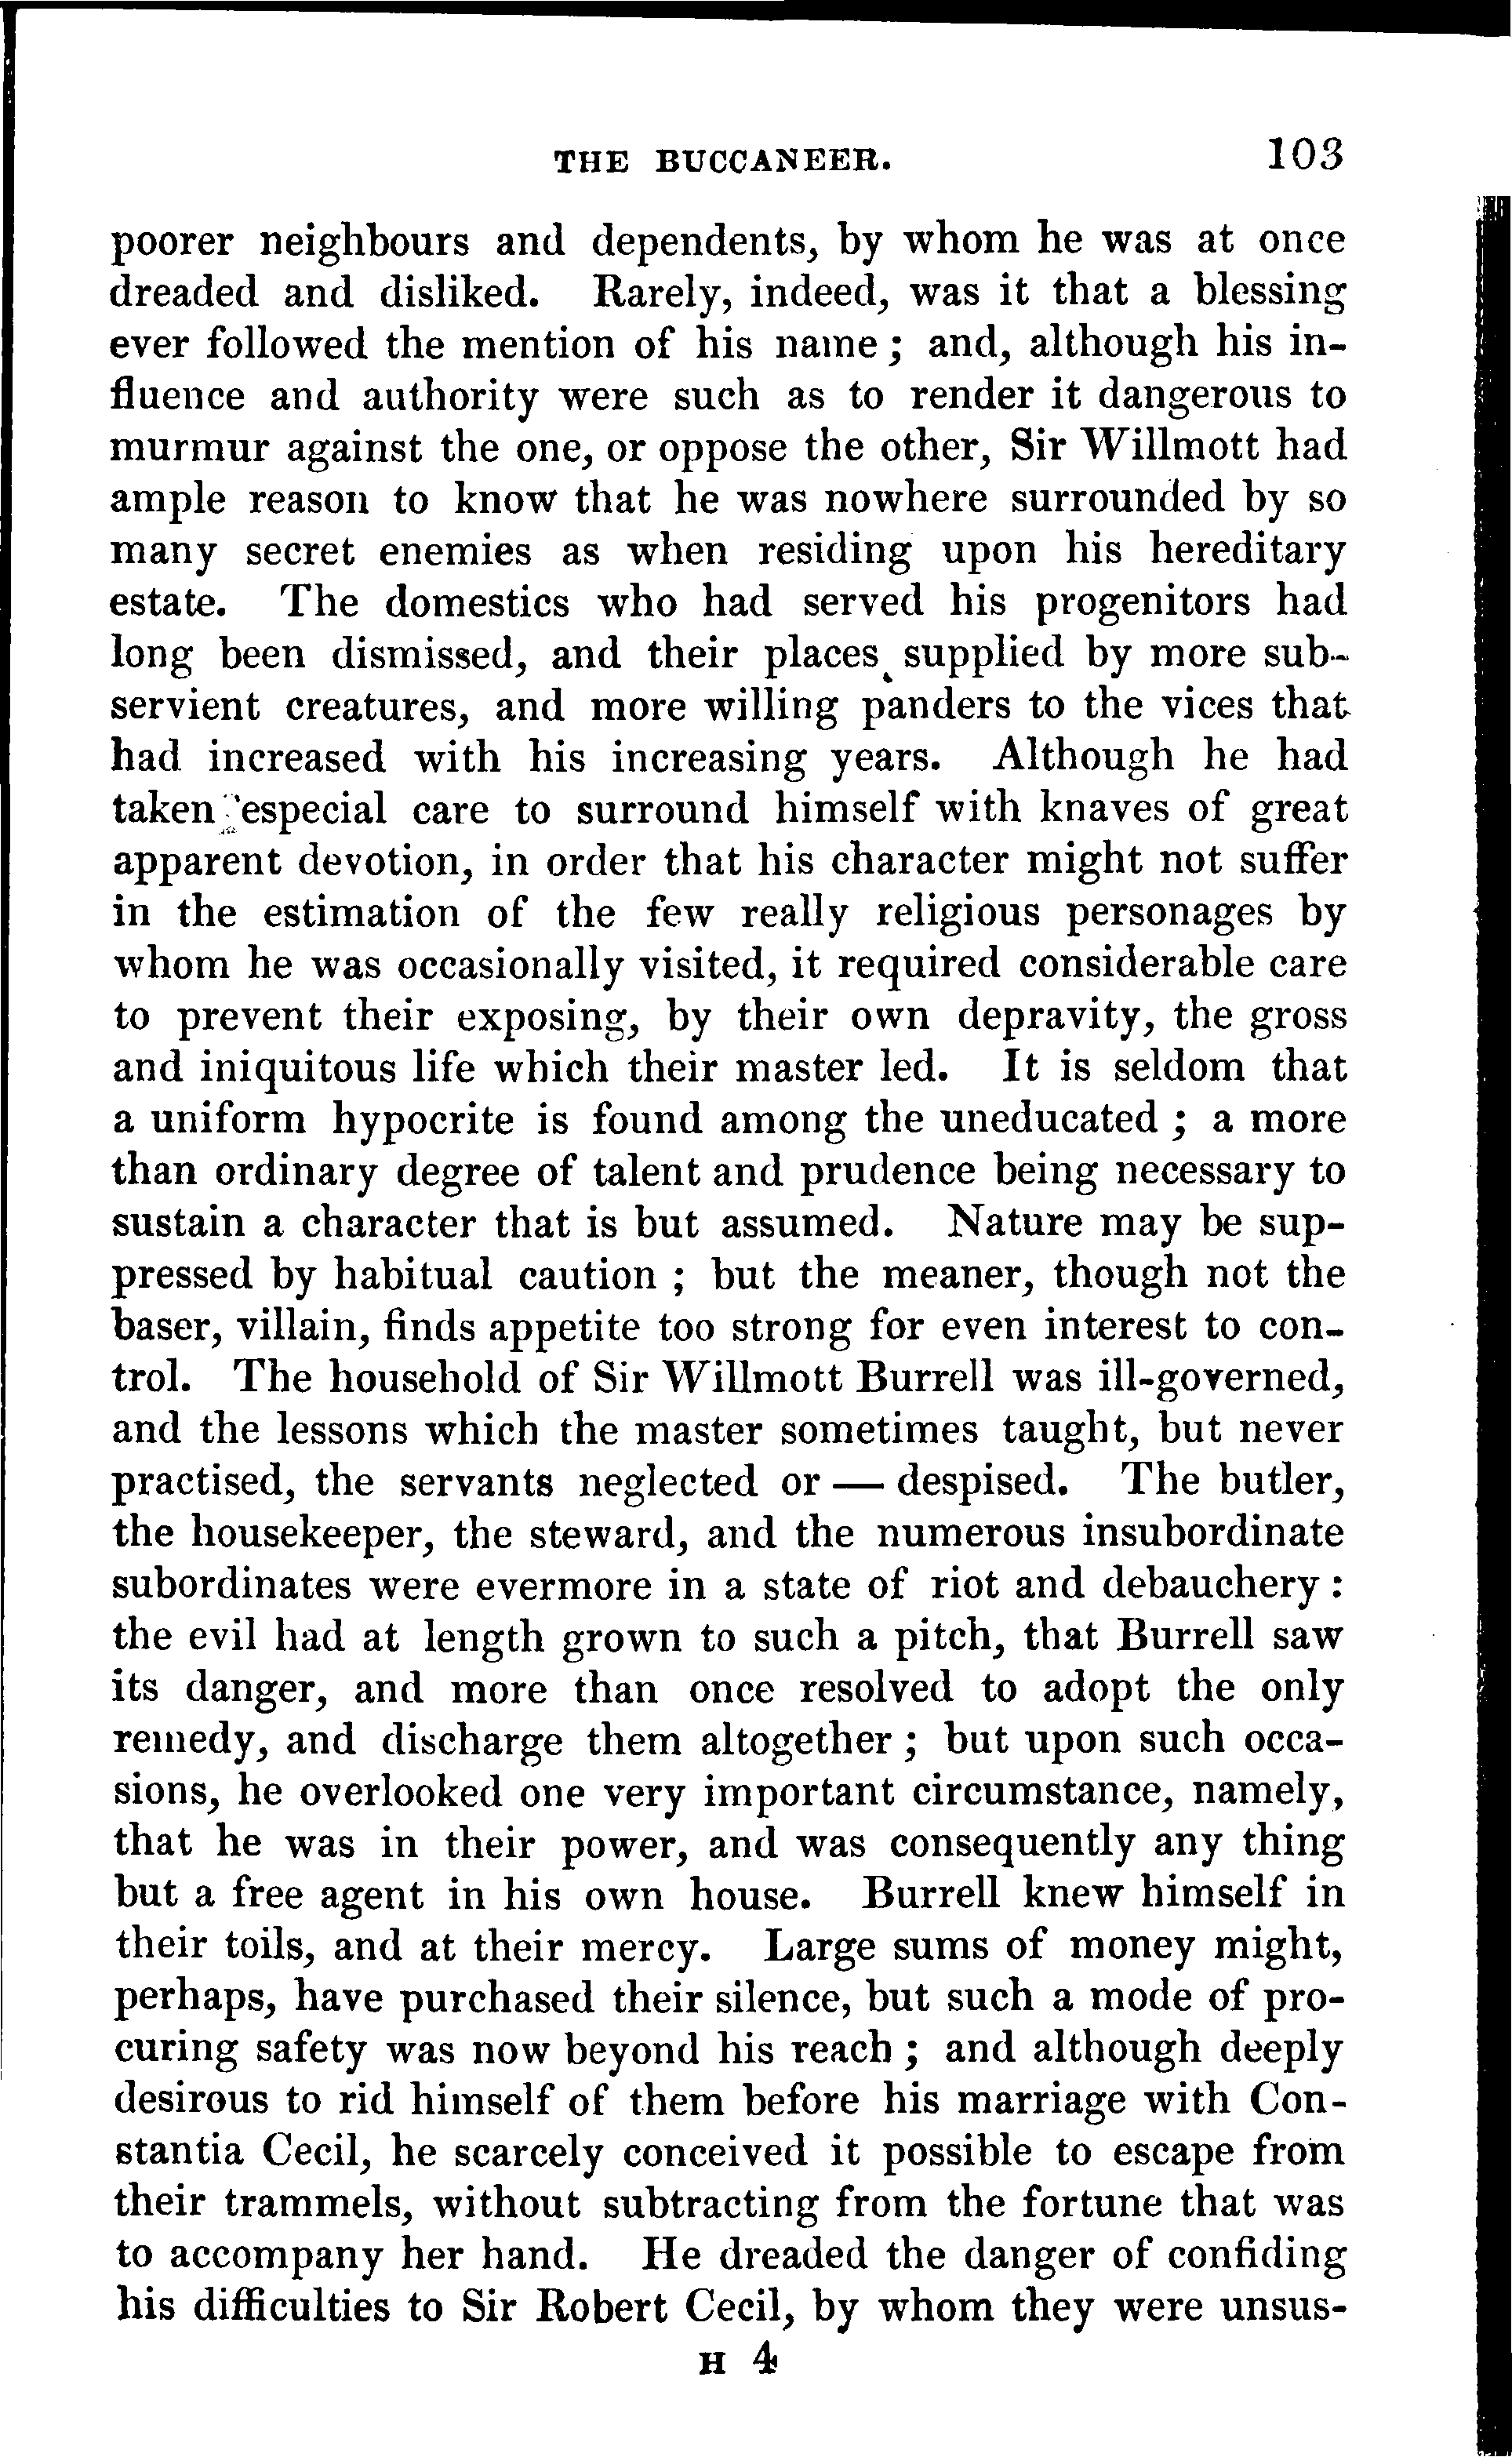 THE BUCCANEER. 103
poorer neighbours and dependents, by whom he was at once
dreaded and disliked. Rarely, indeed, was it that a blessing
ever followed the mention of his name ; and, although his in-
fluence and authority were such as to render it dangerous to
murmur against the one, or oppose the other, Sir Willmott had
ample reason to know that he was nowhere surrounded by so
many secret enemies as when residing upon his hereditary
estate. The domestics who had served his progenitors had
long been dismissed, and their places supplied by more sub-
servient creatures, and more willing panders to the vices that
had increased with his increasing years. Although he had
taken especial care to surround himself with knaves of great
apparent devotion, in order that his character might not suffer
in the estimation of the few really religious personages by
whom he was occasionally visited, it required considerable care
to prevent their exposing, by their own depravity, the gross
and iniquitous life which their master led. It is seldom that
a uniform hypocrite is found among the uneducated ; a more
than ordinary degree of talent and prudence being necessary to
sustain a character that is but assumed. Nature may be sup-
pressed by habitual caution ; but the meaner, though not the
baser, villain, finds appetite too strong for even interest to con-
trol. The household of Sir Willmott Burrell was ill-governed,
and the lessons which the master sometimes taught, but never
practised, the servants neglected or — despised. The butler,
the housekeeper, the steward, and the numerous insubordinate
subordinates were evermore in a state of riot and debauchery :
the evil had at length grown to such a pitch, that Burrell saw
its danger, and more than once resolved to adopt the only
remedy, and discharge them altogether ; but upon such occa-
sions, he overlooked one very important circumstance, namely,
that he was in their power, and was consequently any thing
but a free agent in his own house. Burrell knew himself in
their toils, and at their mercy. Large sums of money might,
perhaps, have purchased their silence, but such a mode of pro-
curing safety was now beyond his reach ; and although deeply
desirous to rid himself of them before his marriage with Con-
stantia Cecil, he scarcely conceived it possible to escape from
their trammels, without subtracting from the fortune that was
to accompany her hand. He dreaded the danger of confiding
his difficulties to Sir Robert Cecil, by whom they were unsus-
H 4